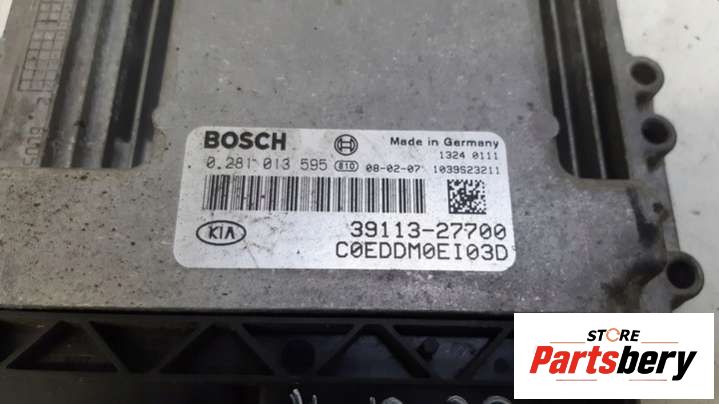 BOSCH
Made in Germany
1324 0111
0 281 013 595 810 08-02-07 1039S23211
KIA
39113-27700
C0EDDM0EI03D
STORE
Partsbery